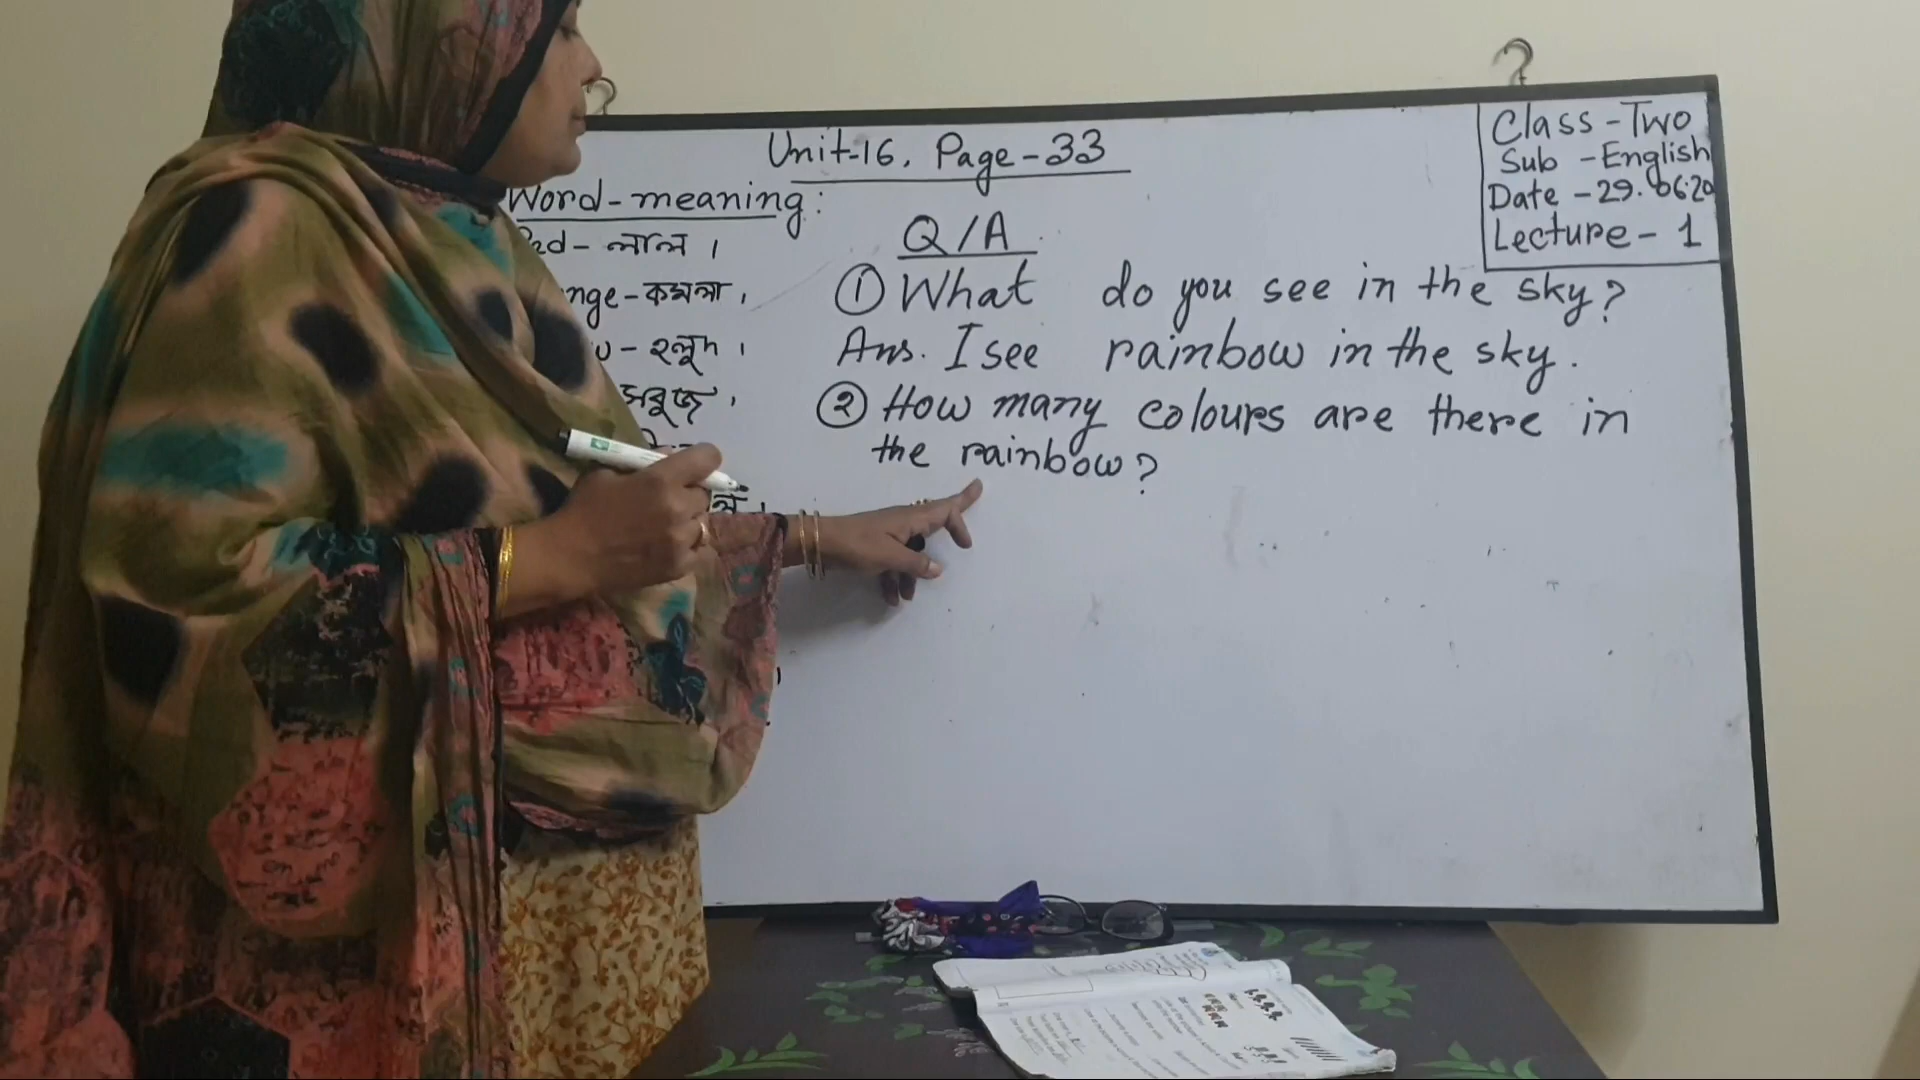 Unit-16, Page-33
Class-Two
Sub -English
Date -29.06.20
Lecture-1
Word-meaning:
লাল।
কমলা,
হলুদ।
সবুজ,
Q/A
① What do you see in the sky?
Ans. I see rainbow in the sky.
② How many colours are there in
the rainbow?